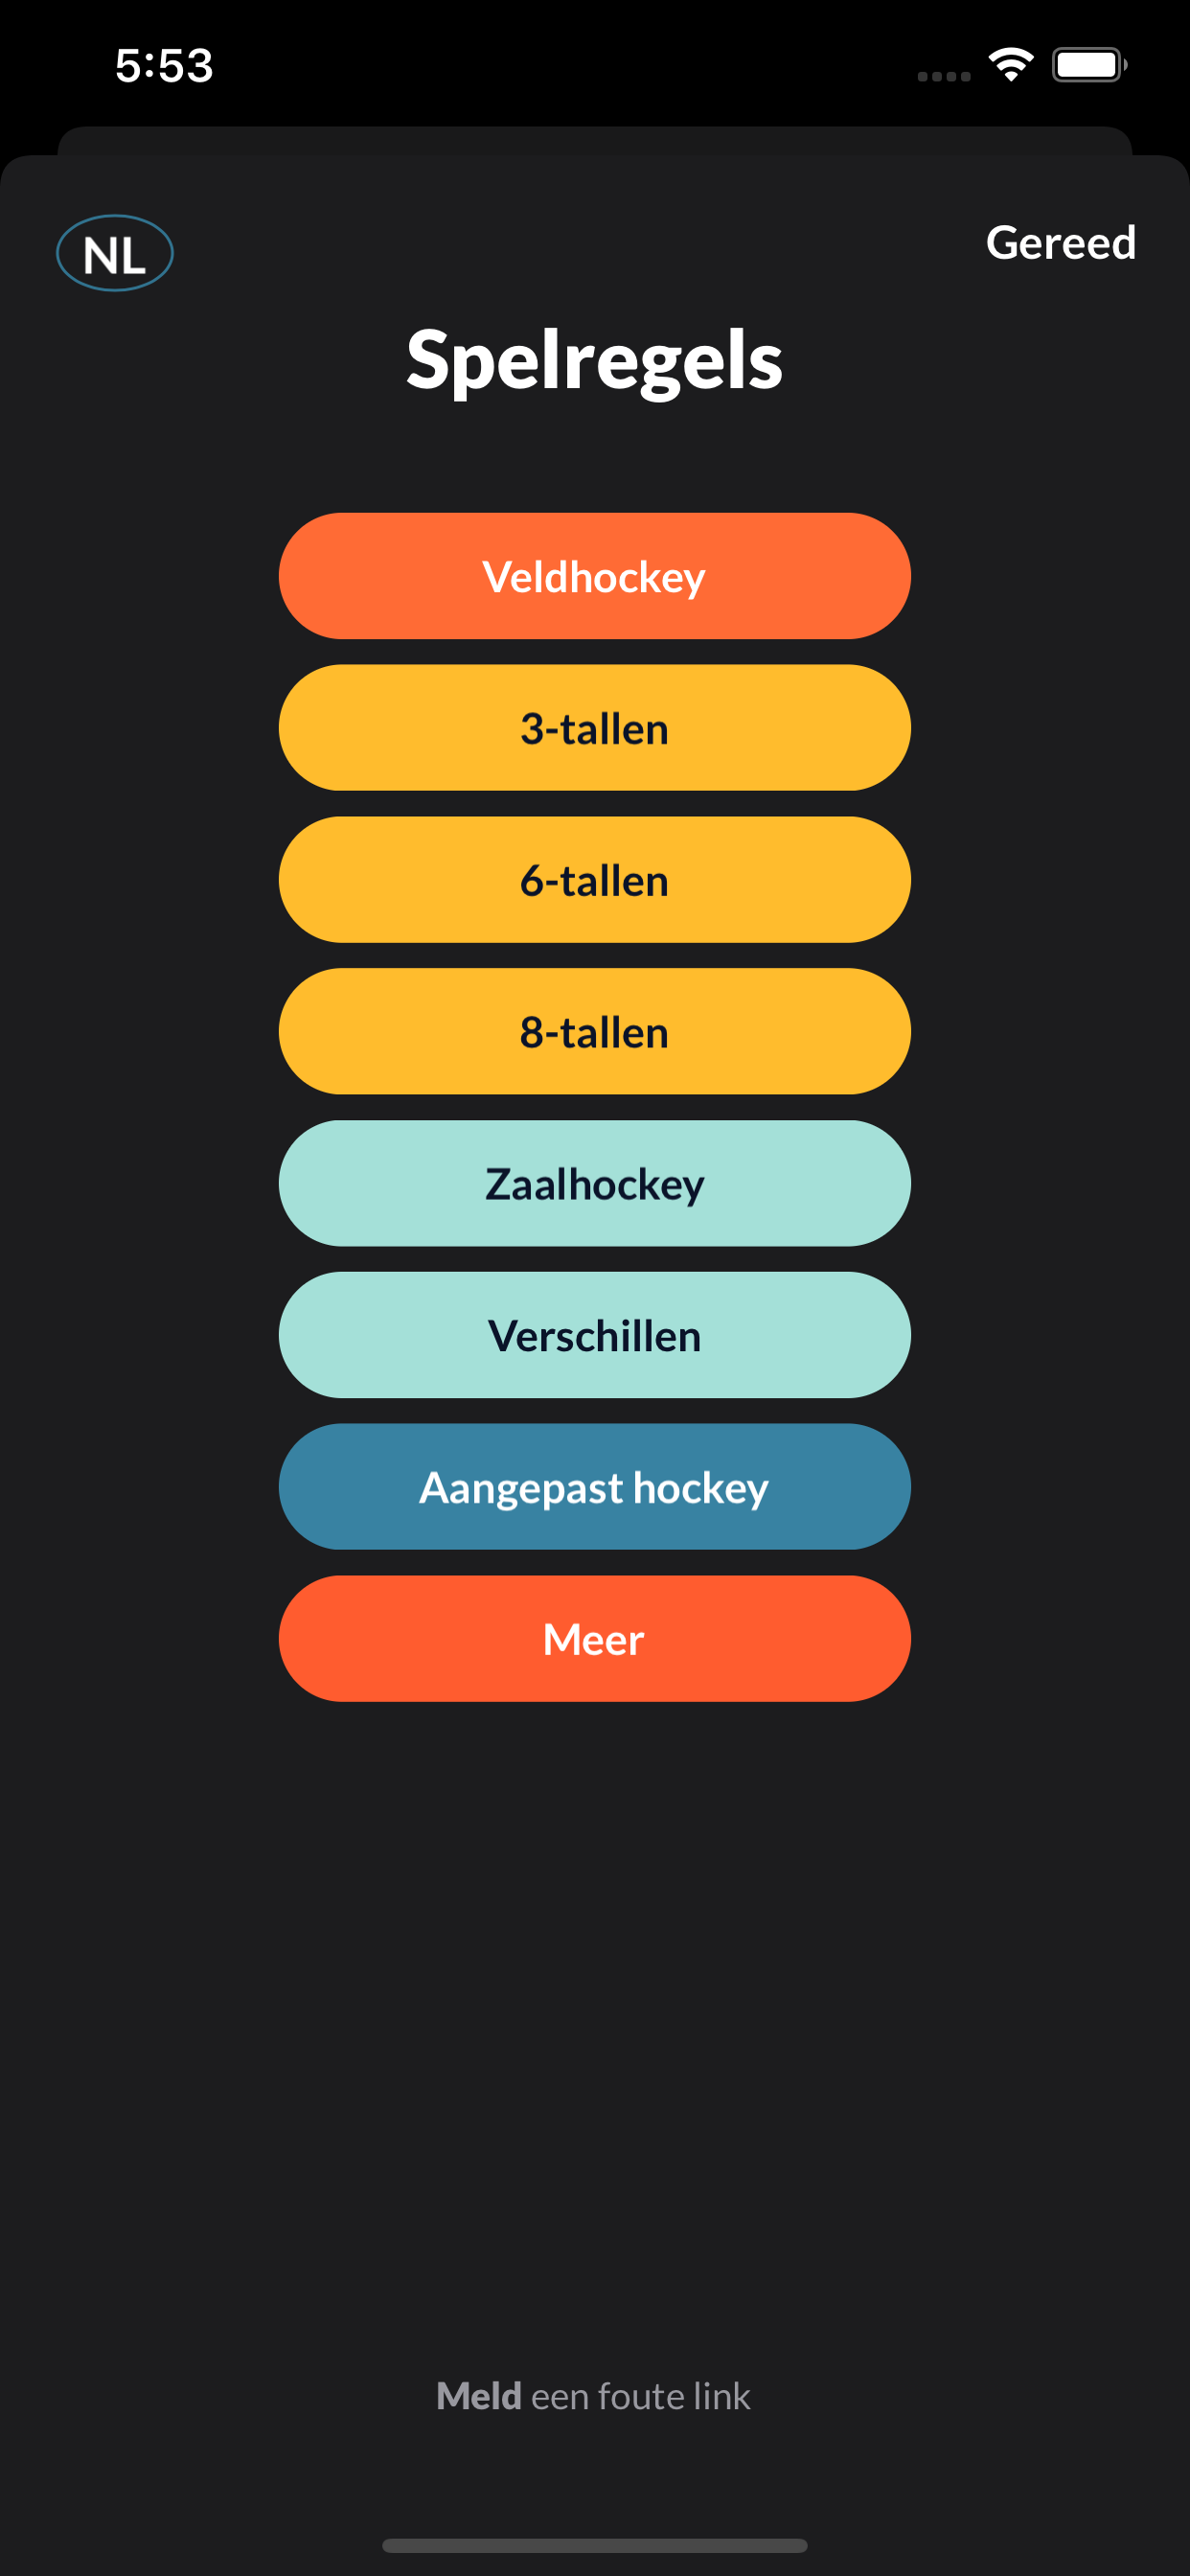 5:53
NL
Gereed
Spelregels
Veldhockey
3-tallen
6-tallen
8-tallen
Zaalhockey
Verschillen
Aangepast hockey
Meer
Meld een foute link